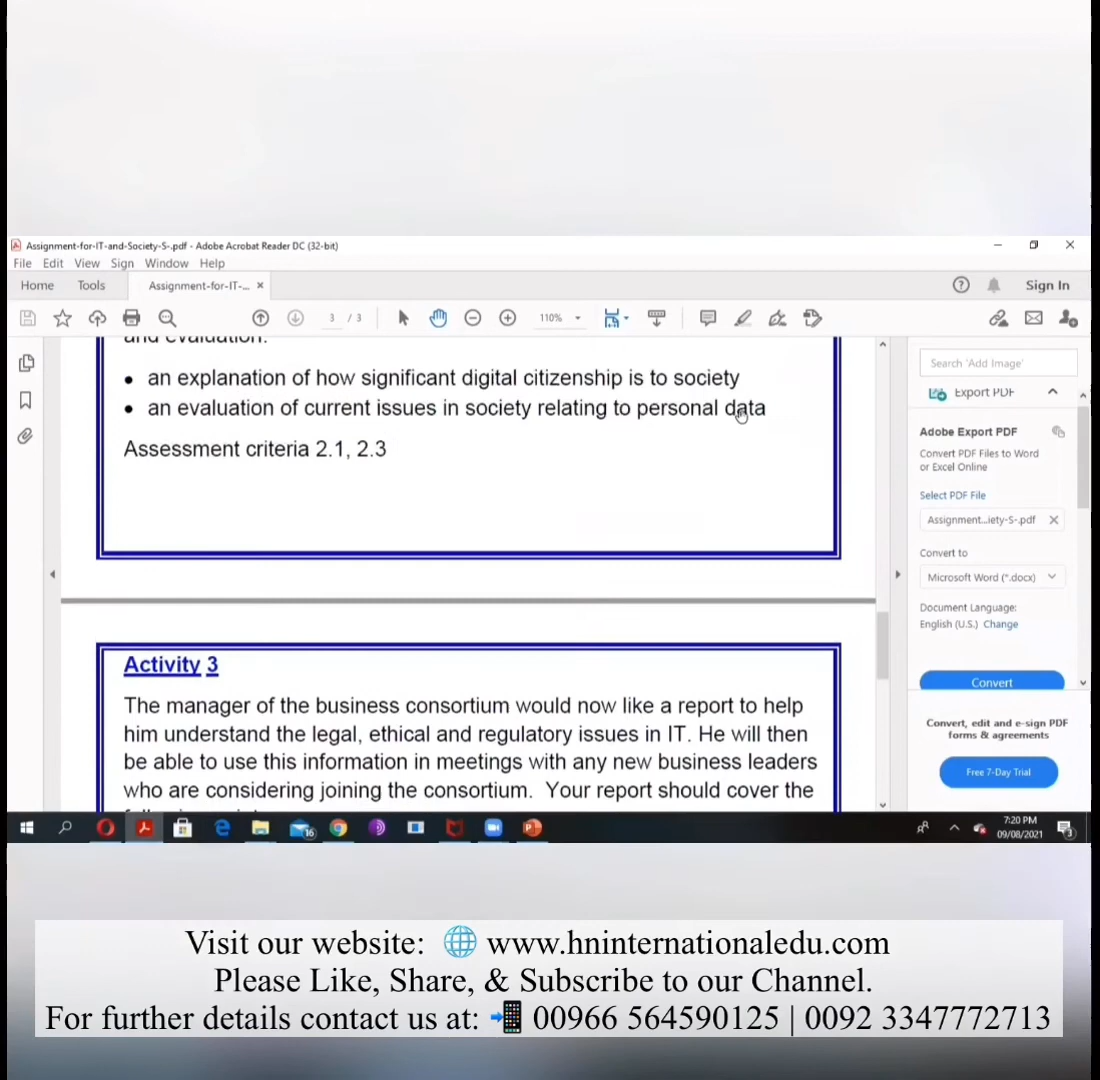 Assignment-for-IT-and-Society-S-.pdf - Adobe Acrobat Reader DC (32-bit)
File Edit View Sign Window Help
Home Tools Assignment-for-IT-... × Sign In
3 / 3 110%
and evaluation:
• an explanation of how significant digital citizenship is to society
• an evaluation of current issues in society relating to personal data
Assessment criteria 2.1, 2.3
Activity 3
The manager of the business consortium would now like a report to help
him understand the legal, ethical and regulatory issues in IT. He will then
be able to use this information in meetings with any new business leaders
who are considering joining the consortium. Your report should cover the
Search 'Add Image'
Export PDF
Adobe Export PDF
Convert PDF Files to Word
or Excel Online
Select PDF File
Assignment...iety-S-.pdf ×
Convert to
Microsoft Word (*.docx)
Document Language:
English (U.S.) Change
Convert
Convert, edit and e-sign PDF
forms & agreements
Free 7-Day Trial
16
7:20 PM
09/08/2021
3
Visit our website: 🌐 www.hninternationaledu.com
Please Like, Share, & Subscribe to our Channel.
For further details contact us at: 📲 00966 564590125 | 0092 3347772713